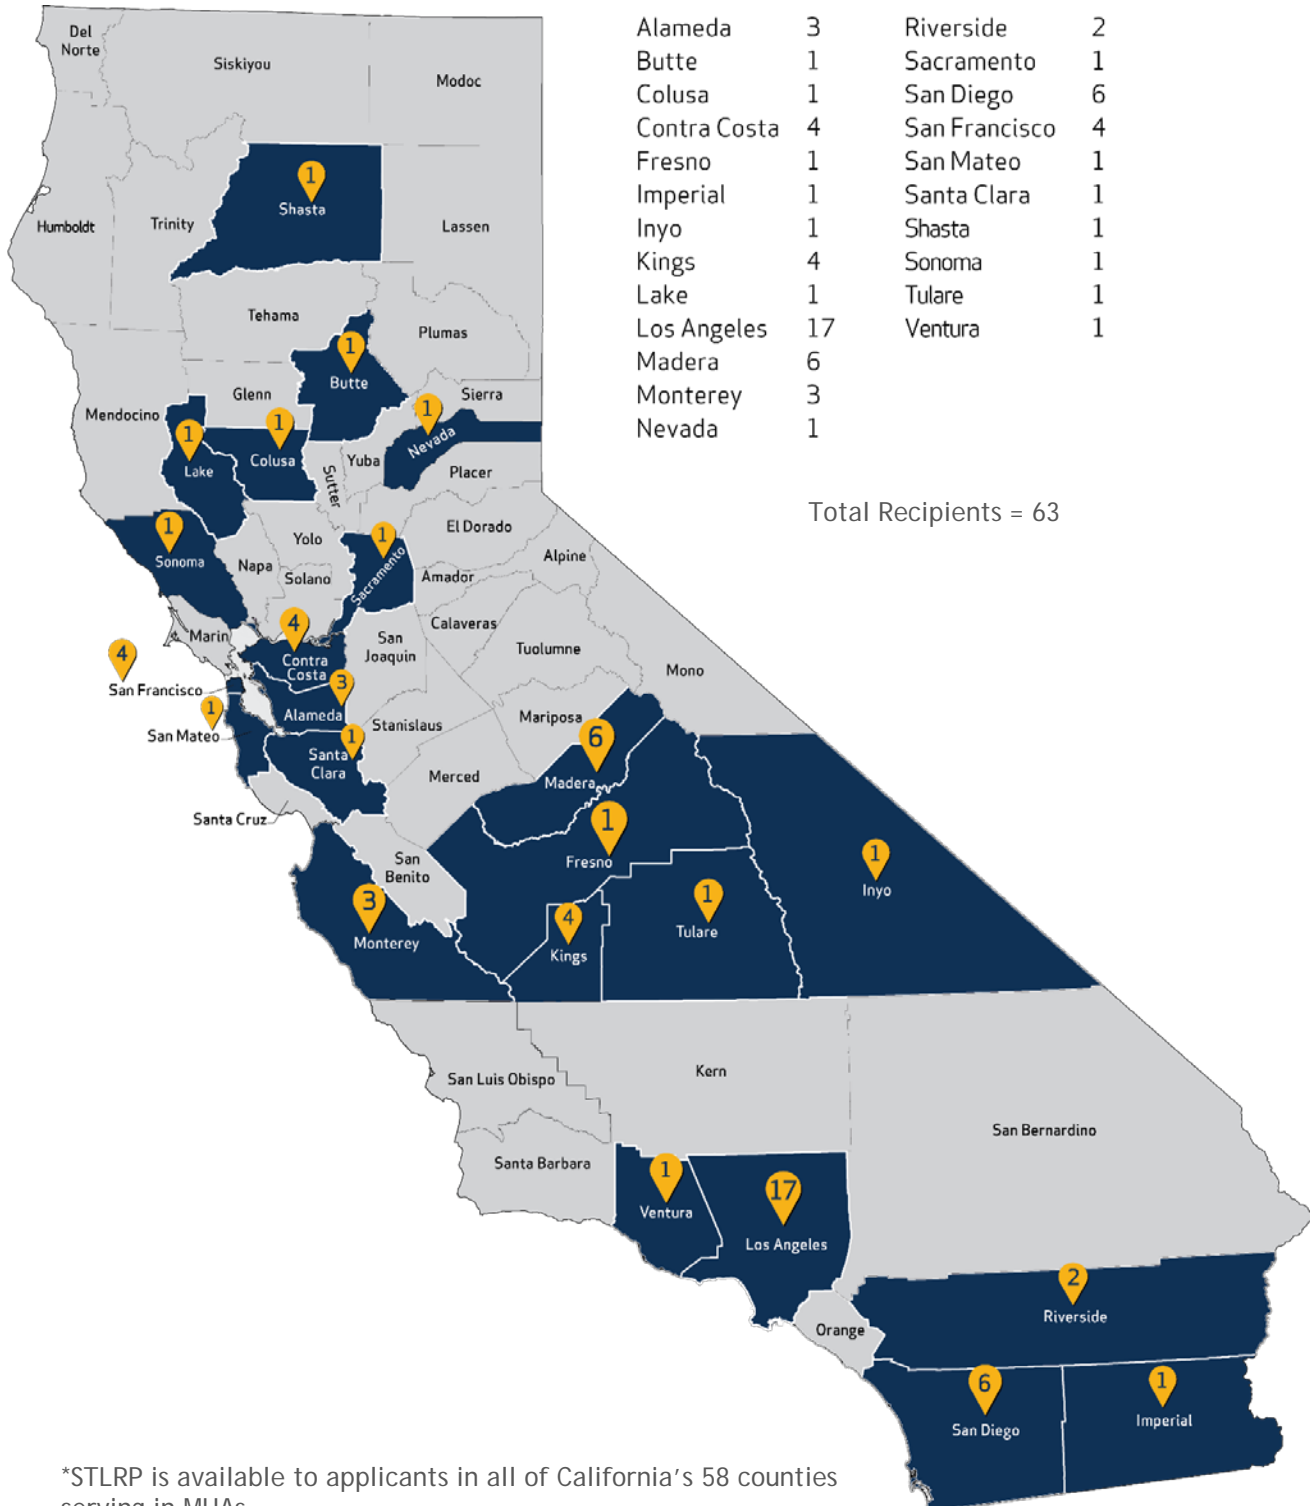 Alameda 3 Riverside 2
Butte 1 Sacramento 1
Colusa 1 San Diego 6
Contra Costa 4 San Francisco 4
Fresno 1 San Mateo 1
Imperial 1 Santa Clara 1
Inyo 1 Shasta 1
Kings 4 Sonoma 1
Lake 1 Tulare 1
Los Angeles 17 Ventura 1
Madera 6
Monterey 3
Nevada 1
Total Recipients = 63
Del
Norte
Siskiyou
Modoc
1
Shasta
Humboldt
Trinity
Lassen
Tehama
Plumas
1
Butte
Glenn
Sierra
Mendocino
1
Nevada
1
Colusa
1
Lake
Yuba
Sutter
Placer
El Dorado
1
Sonoma
Yolo
1
Sacramento
Alpine
Napa
Solano
Amador
4
Contra
Costa
Marin
San
Joaquin
Calaveras
Tuolumne
Mono
4
San Francisco
3
Alameda
1
San Mateo
Stanislaus
Mariposa
1
Santa
Clara
6
Madera
Merced
Santa Cruz
1
Fresno
San
Benito
1
Inyo
3
Monterey
4
Kings
1
Tulare
San Luis Obispo
Kern
San Bernardino
Santa Barbara
1
Ventura
17
Los Angeles
2
Riverside
Orange
6
San Diego
1
Imperial
*STLRP is available to applicants in all of California's 58 counties
serving in MUAs